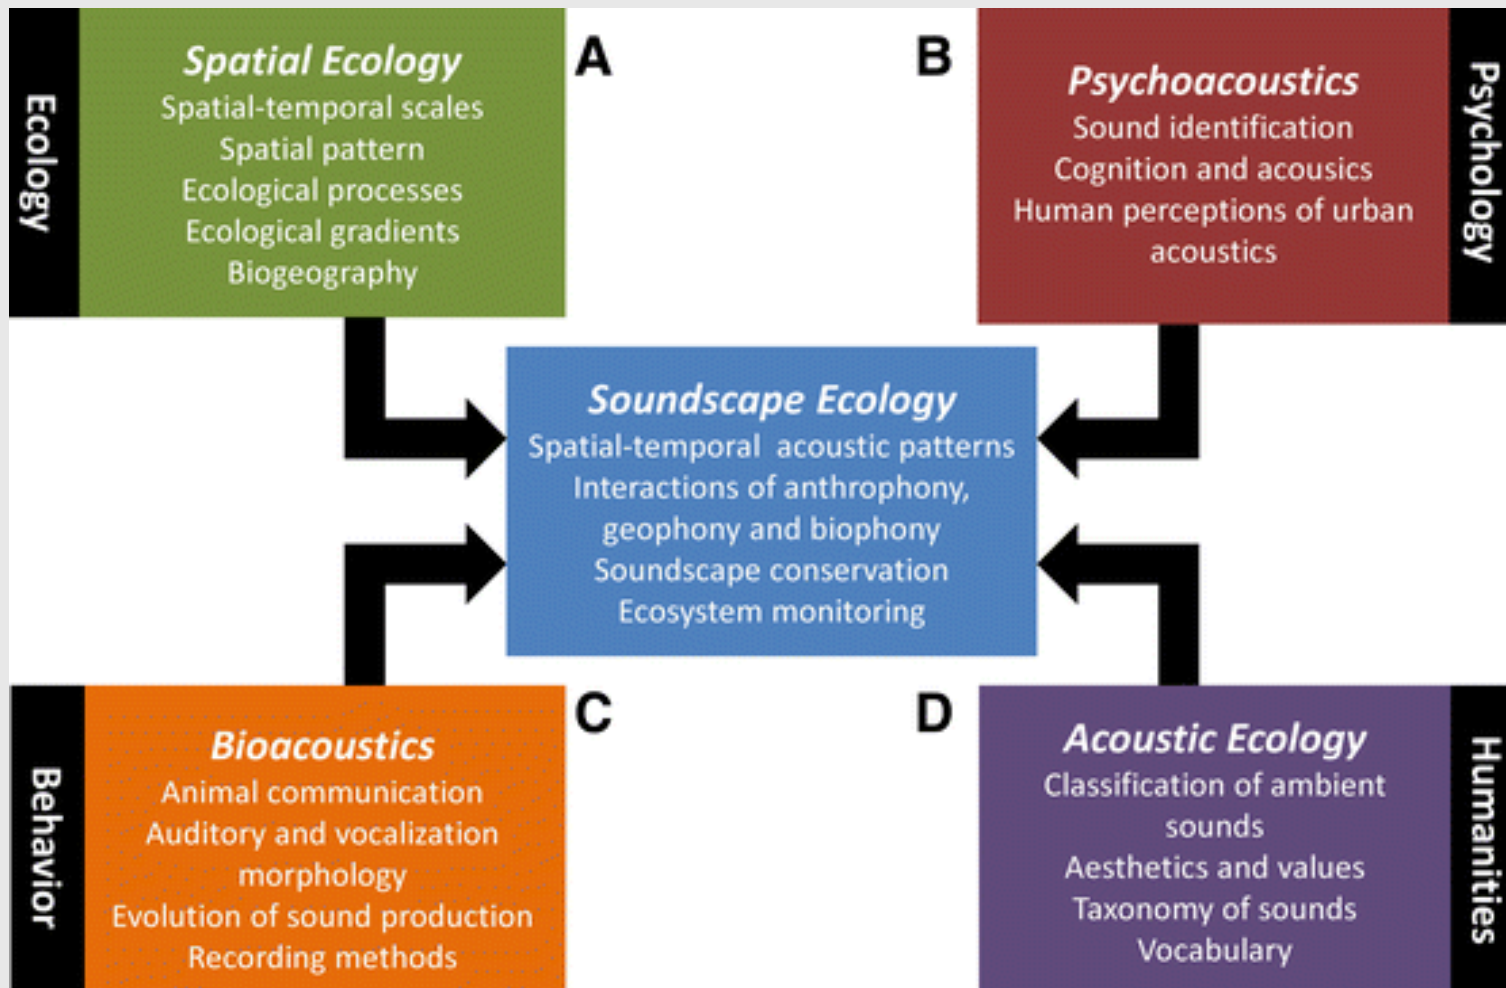 Ecology
Spatial Ecology
Spatial-temporal scales
Spatial pattern
Ecological processes
Ecological gradients
Biogeography
A
B
Psychoacoustics
Sound identification
Cognition and acousics
Human perceptions of urban
acoustics
Psychology
Soundscape Ecology
Spatial-temporal acoustic patterns
Interactions of anthrophony,
geophony and biophony
Soundscape conservation
Ecosystem monitoring
Behavior
Bioacoustics
Animal communication
Auditory and vocalization
morphology
Evolution of sound production
Recording methods
C
D
Acoustic Ecology
Classification of ambient
sounds
Aesthetics and values
Taxonomy of sounds
Vocabulary
Humanities